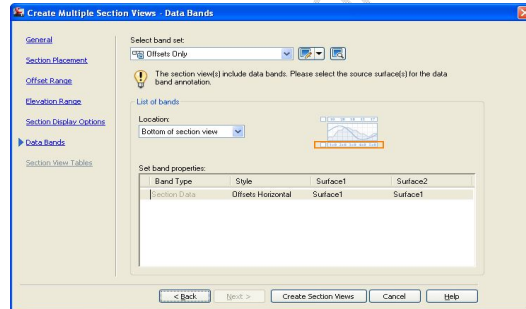 Create Multiple Section Views - Data Bands
General
Section Placement
Offset Range
Elevation Range
Section Display Options
Data Bands
Section View Tables
Select band set:
Offsets Only
The section view(s) include data bands. Please select the source surface(s) for the data
band annotation.
List of bands
Location:
Bottom of section view
Set band properties:
Band Type Style Surface1 Surface2
Section Data Offsets Horizontal Surface1 Surface1
< Back Next > Create Section Views Cancel Help